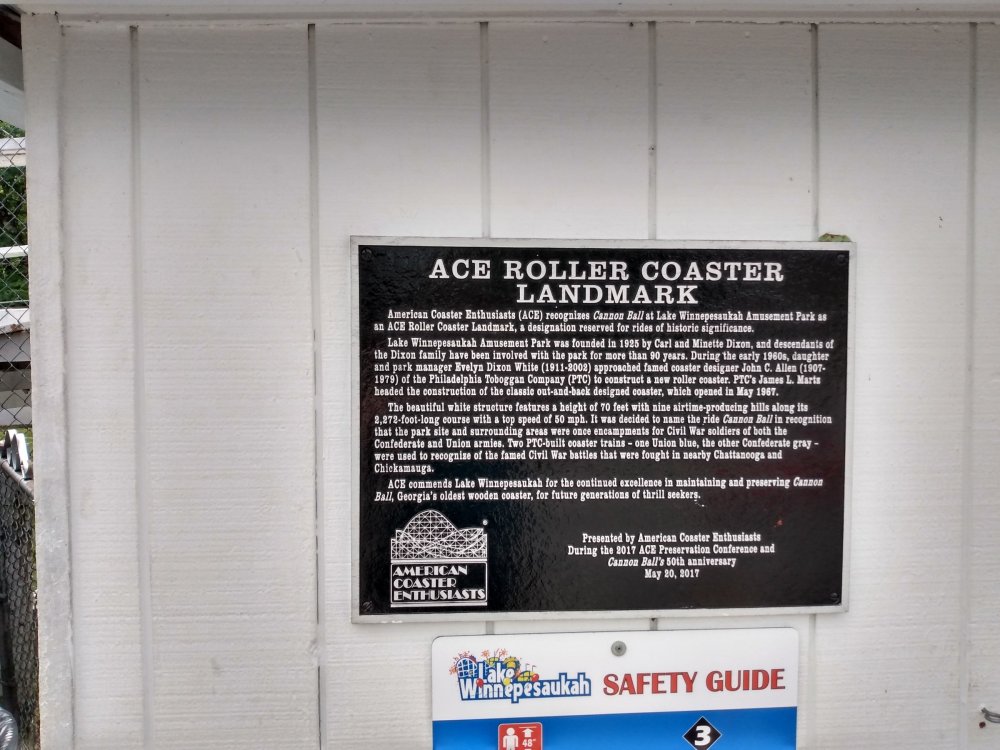 ACE ROLLER COASTER
LANDMARK
American Coaster Enthusiasts (ACE) recognizes Cannon Ball at Lake Winnepesaukah Amusement Park as
an ACE Roller Coaster Landmark, a designation reserved for rides of historic significance.
Lake Winnepesaukah Amusement Park was founded in 1925 by Carl and Minette Dixon, and descendants of
the Dixon family have been involved with the park for more than 90 years. During the early 1960s, daughter
and park manager Evelyn Dixon White (1911-2002) approached famed coaster designer John C. Allen (1907-
1979) of the Philadelphia Toboggan Company (PTC) to construct a new roller coaster. PTC's James L. Martz
headed the construction of the classic out-and-back designed coaster, which opened in May 1967.
The beautiful white structure features a height of 70 feet with nine airtime-producing hills along its
2,272-foot-long course with a top speed of 50 mph. It was decided to name the ride Cannon Ball in recognition
that the park site and surrounding areas were once encampments for Civil War soldiers of both the
Confederate and Union armies. Two PTC-built coaster trains – one Union blue, the other Confederate gray –
were used to recognize of the famed Civil War battles that were fought in nearby Chattanooga and
Chickamauga.
ACE commends Lake Winnepesaukah for the continued excellence in maintaining and preserving Cannon
Ball, Georgia's oldest wooden coaster, for future generations of thrill seekers.
AMERICAN
COASTER
ENTHUSIASTS
®
Presented by American Coaster Enthusiasts
During the 2017 ACE Preservation Conference and
Cannon Ball's 50th anniversary
May 20, 2017
Lake
Winnepesaukah
SAFETY GUIDE
48"
3